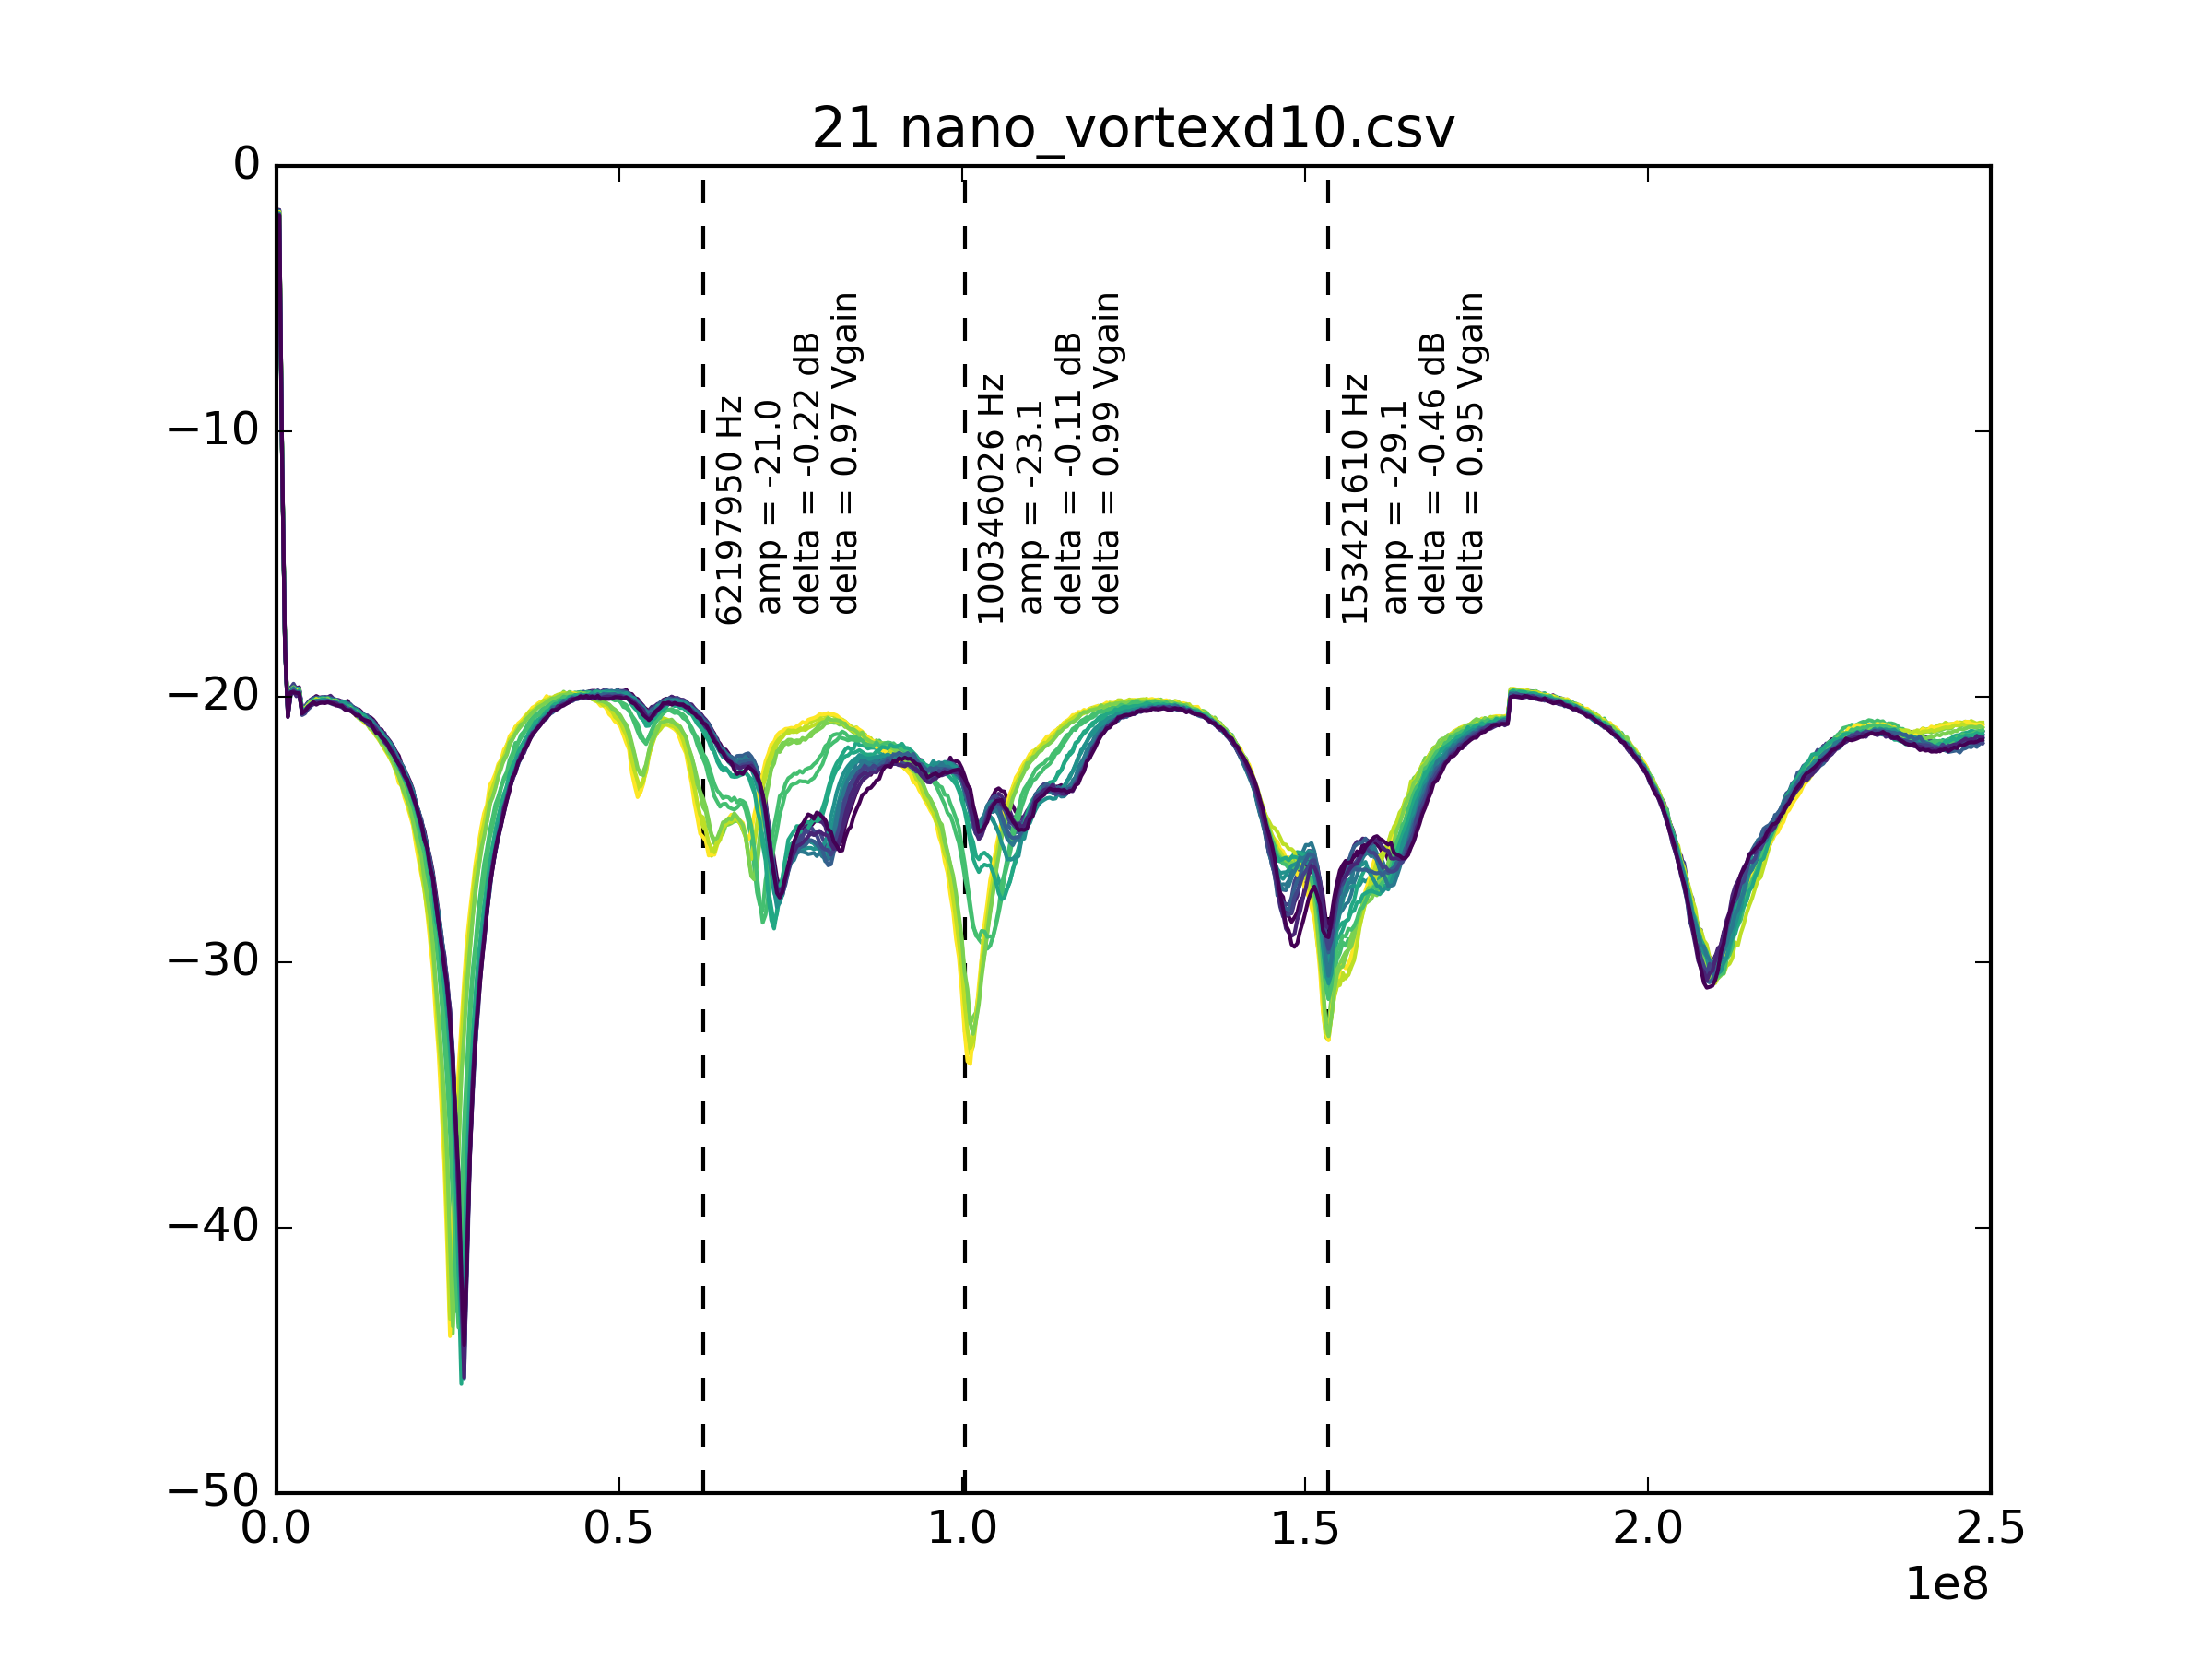 21 nano_vortexd10.csv
0
−10
−20
−30
−40
−50
62197950 Hz
amp = -21.0
delta = -0.22 dB
delta = 0.97 Vgain
100346026 Hz
amp = -23.1
delta = -0.11 dB
delta = 0.99 Vgain
153421610 Hz
amp = -29.1
delta = -0.46 dB
delta = 0.95 Vgain
0.0 0.5 1.0 1.5 2.0 2.5
1e8